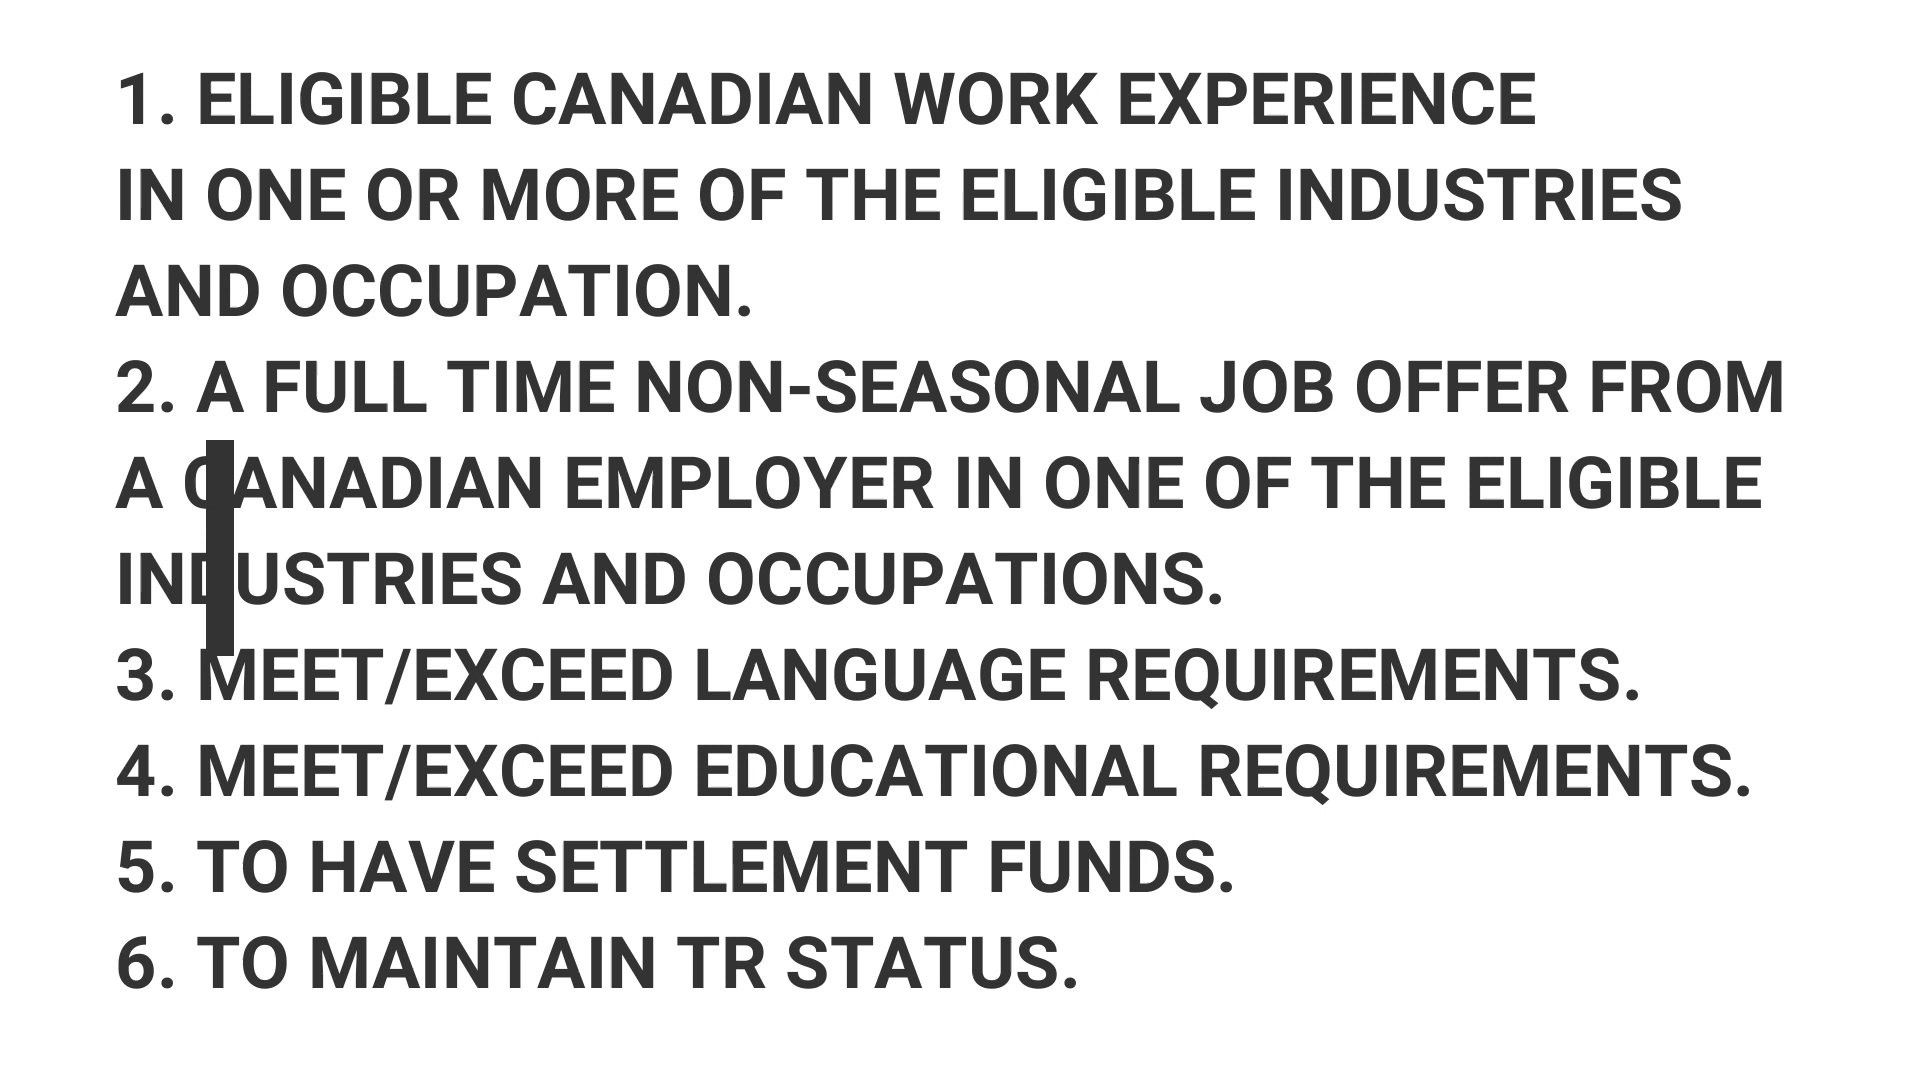 1. ELIGIBLE CANADIAN WORK EXPERIENCE
IN ONE OR MORE OF THE ELIGIBLE INDUSTRIES
AND OCCUPATION.
2. A FULL TIME NON-SEASONAL JOB OFFER FROM
A CANADIAN EMPLOYER IN ONE OF THE ELIGIBLE
INDUSTRIES AND OCCUPATIONS.
3. MEET/EXCEED LANGUAGE REQUIREMENTS.
4. MEET/EXCEED EDUCATIONAL REQUIREMENTS.
5. TO HAVE SETTLEMENT FUNDS.
6. TO MAINTAIN TR STATUS.